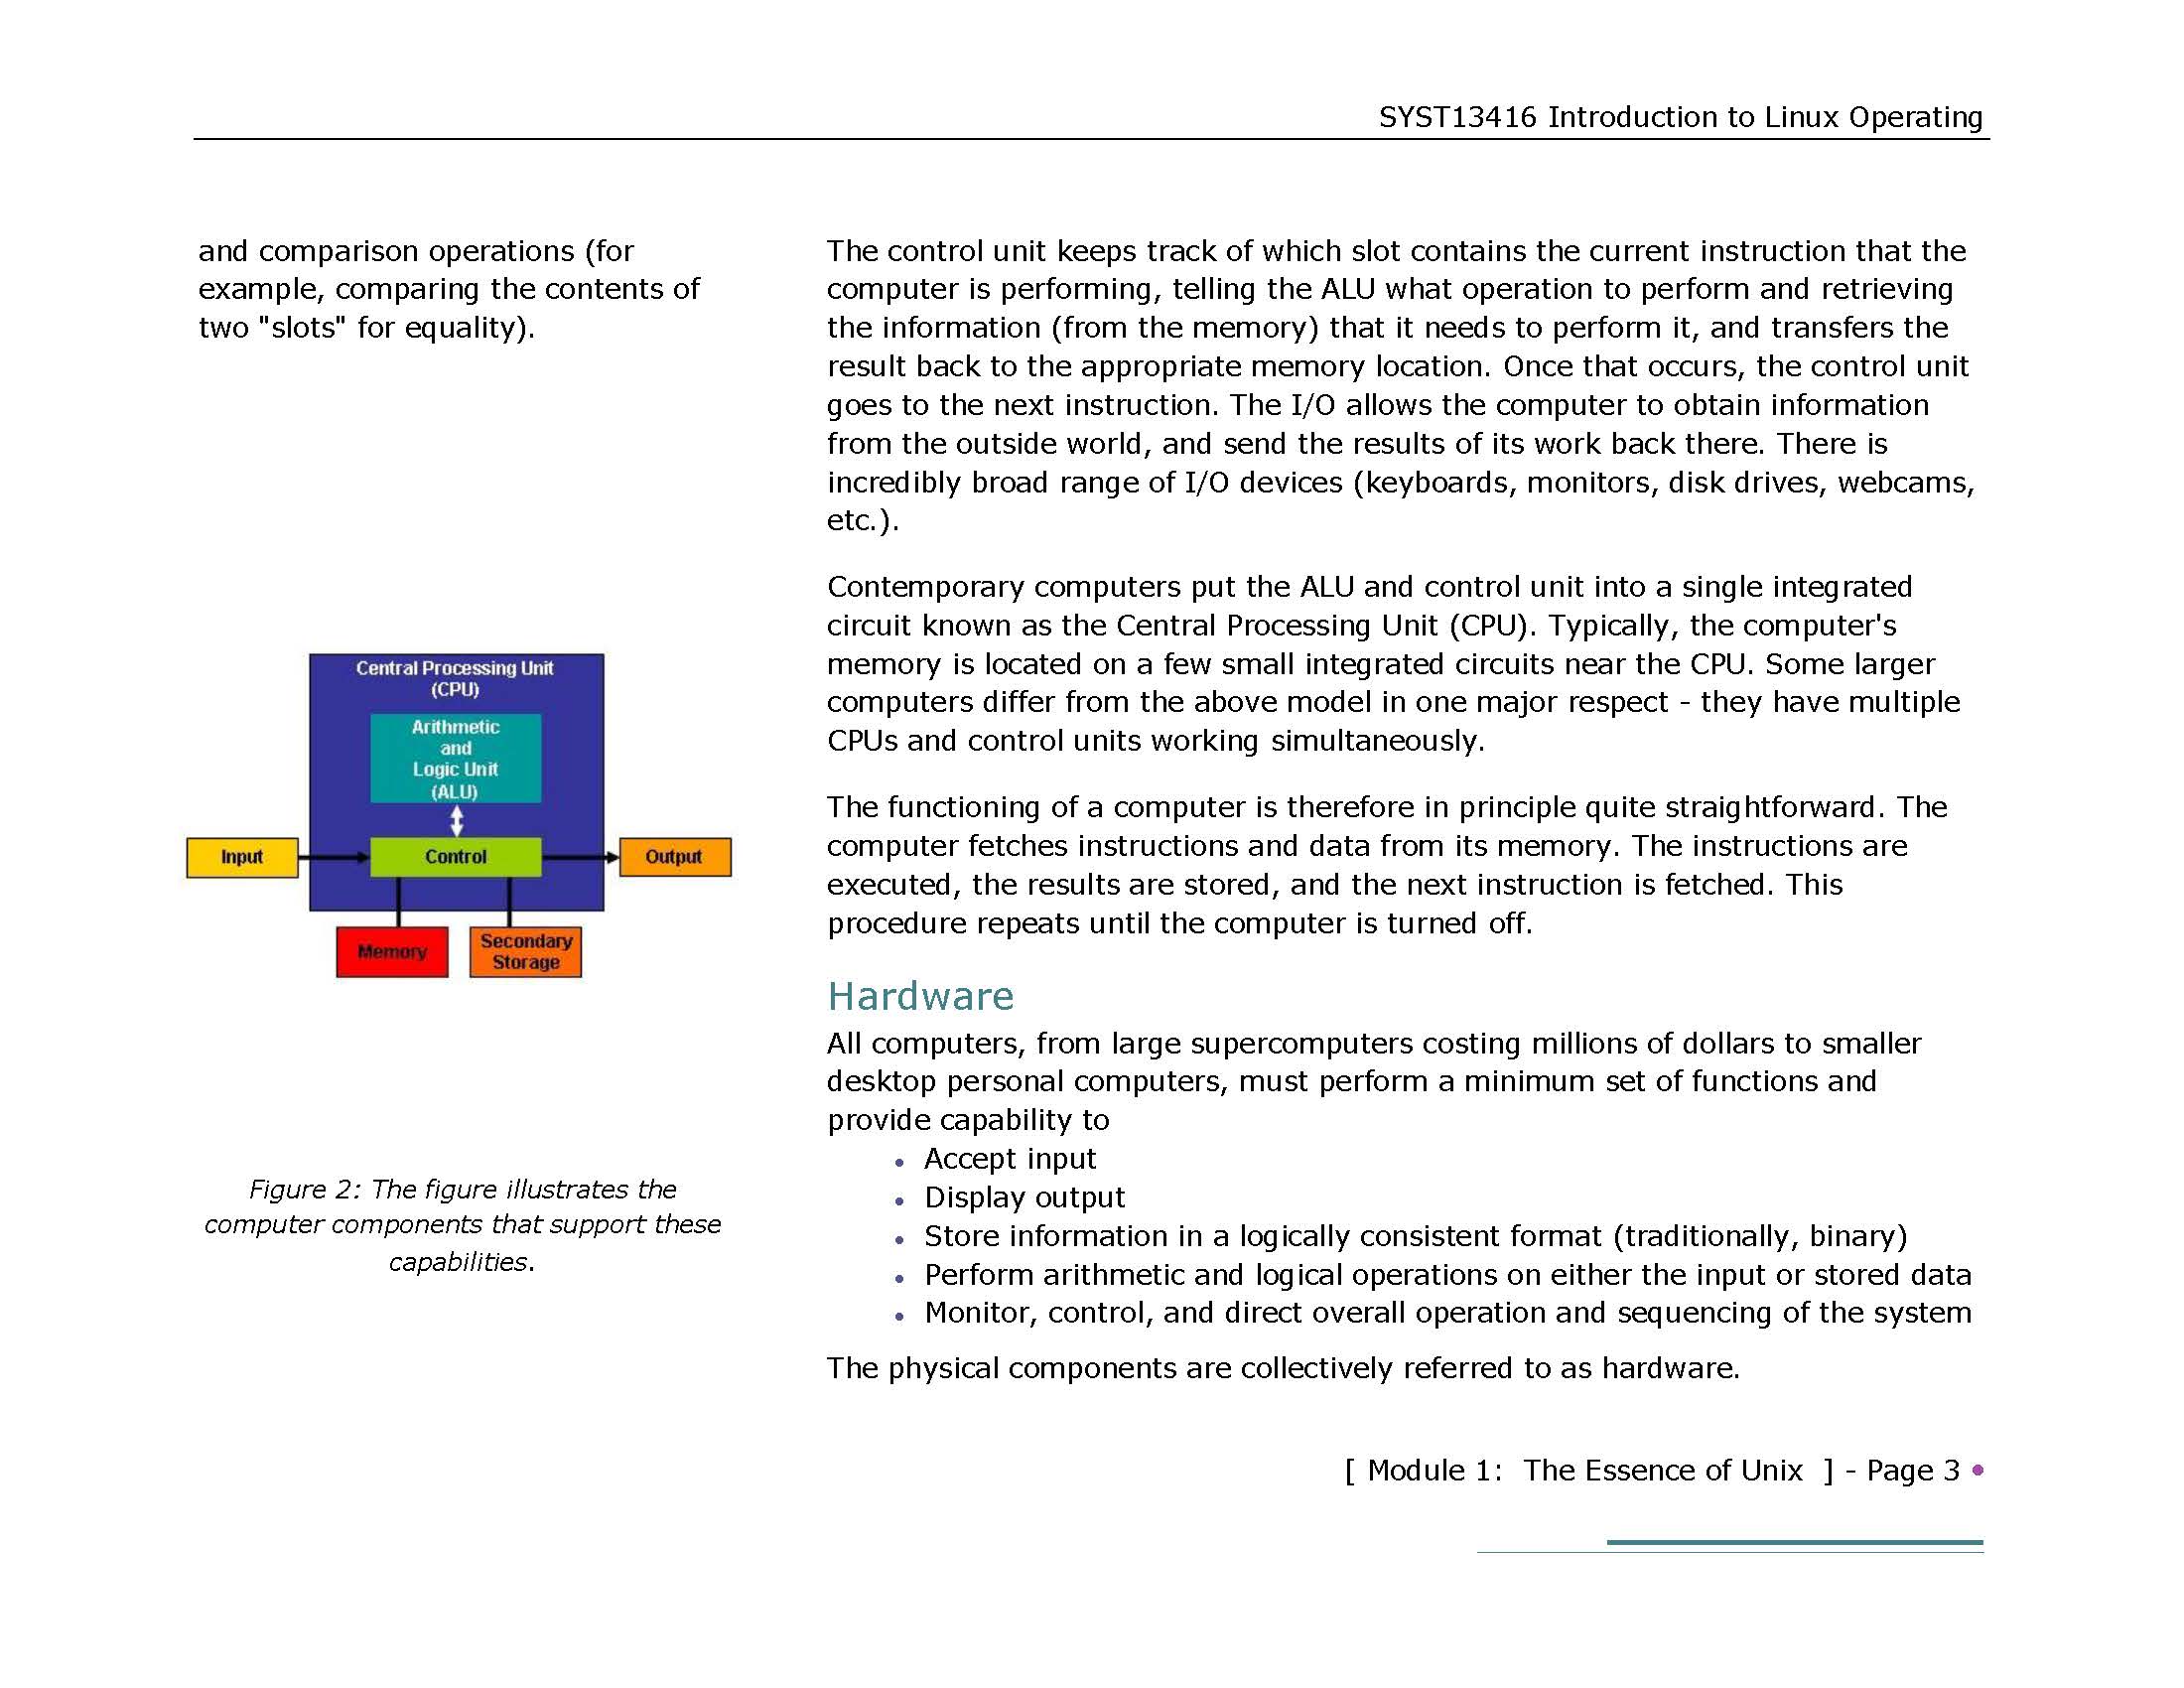 SYST13416 Introduction to Linux Operating
and comparison operations (for
example, comparing the contents of
two "slots" for equality).
Central Processing Unit
(CPU)
Arithmetic
and
Logic Unit
(ALU)
Input
Control
Output
Memory
Secondary
Storage
Figure 2: The figure illustrates the
computer components that support these
capabilities.
The control unit keeps track of which slot contains the current instruction that the
computer is performing, telling the ALU what operation to perform and retrieving
the information (from the memory) that it needs to perform it, and transfers the
result back to the appropriate memory location. Once that occurs, the control unit
goes to the next instruction. The I/O allows the computer to obtain information
from the outside world, and send the results of its work back there. There is
incredibly broad range of I/O devices (keyboards, monitors, disk drives, webcams,
etc.).
Contemporary computers put the ALU and control unit into a single integrated
circuit known as the Central Processing Unit (CPU). Typically, the computer's
memory is located on a few small integrated circuits near the CPU. Some larger
computers differ from the above model in one major respect - they have multiple
CPUs and control units working simultaneously.
The functioning of a computer is therefore in principle quite straightforward. The
computer fetches instructions and data from its memory. The instructions are
executed, the results are stored, and the next instruction is fetched. This
procedure repeats until the computer is turned off.
Hardware
All computers, from large supercomputers costing millions of dollars to smaller
desktop personal computers, must perform a minimum set of functions and
provide capability to
• Accept input
• Display output
• Store information in a logically consistent format (traditionally, binary)
• Perform arithmetic and logical operations on either the input or stored data
• Monitor, control, and direct overall operation and sequencing of the system
The physical components are collectively referred to as hardware.
[ Module 1: The Essence of Unix ] - Page 3 •